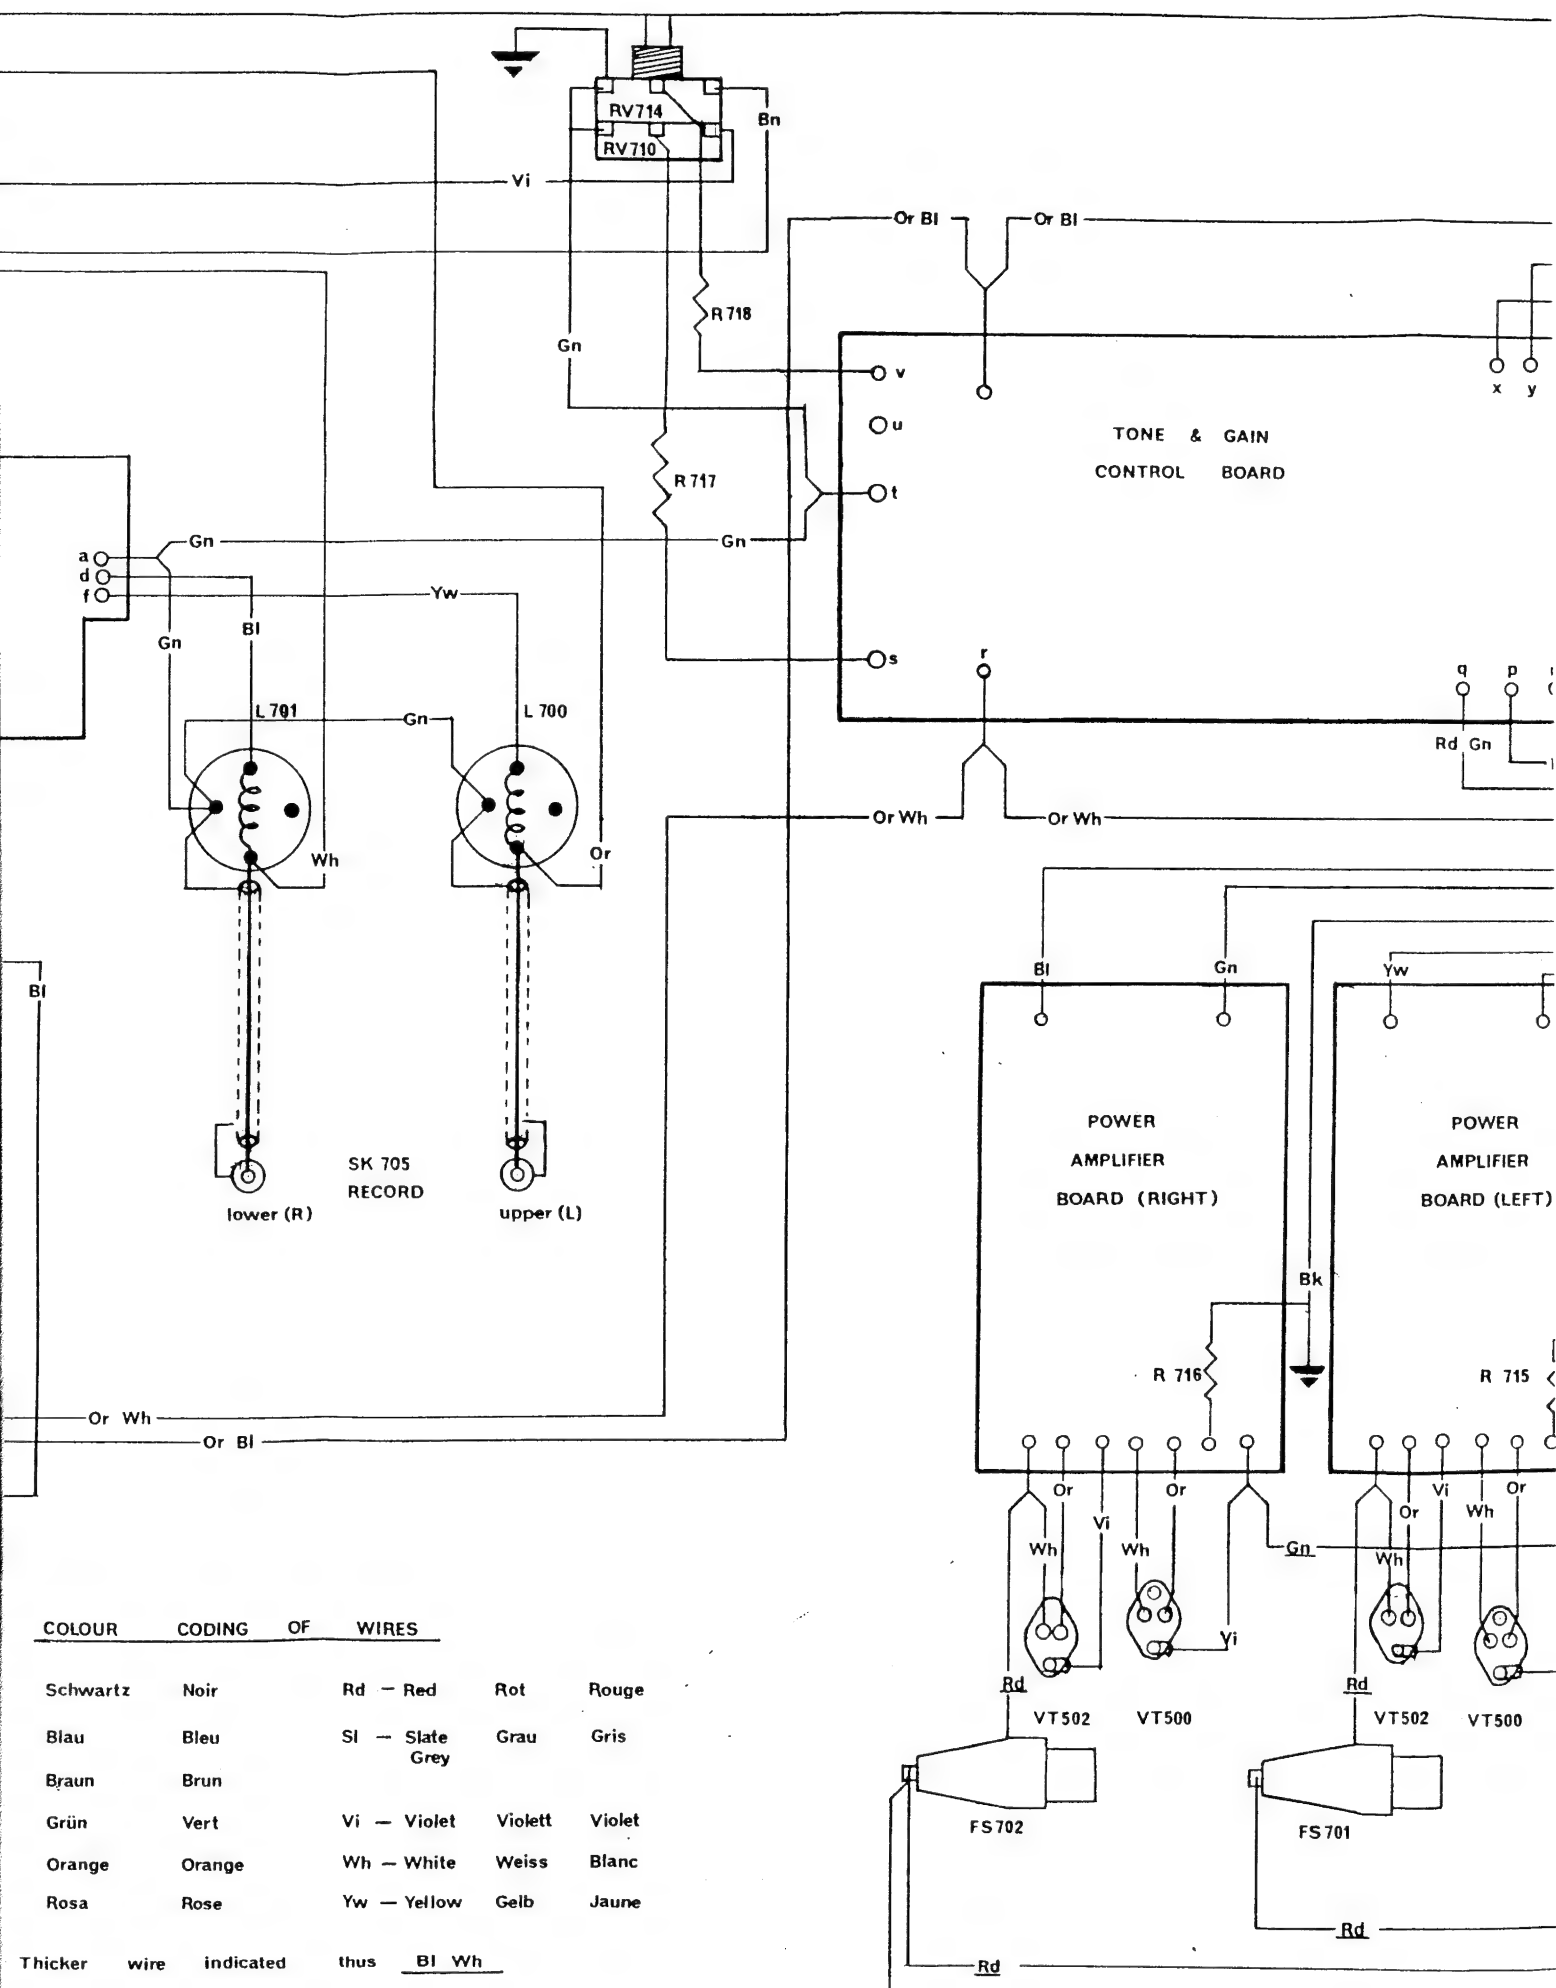 RV714
Bn
RV710
Vi
Or Bl
Or Bl
R 718
Gn
v
x
y
u
TONE & GAIN
CONTROL BOARD
R 717
t
Gn
Gn
a
d
f
Yw
Bl
Gn
s
r
q
p
L 701
Gn
L 700
Rd Gn
Or Wh
Or Wh
Wh
Or
Bl
Bl
Gn
Yw
POWER
AMPLIFIER
BOARD (RIGHT)
POWER
AMPLIFIER
BOARD (LEFT)
SK 705
RECORD
lower (R)
upper (L)
Bk
R 716
R 715
Or Wh
Or Bl
Or
Or
Vi
Or
Vi
Wh
Or
Wh
Wh
Gn
Wh
Vi
Rd
Rd
VT502
VT500
VT502
VT500
FS702
FS701
Rd
Rd
COLOUR CODING OF WIRES
Schwartz Noir Rd — Red Rot Rouge
Blau Bleu Sl — Slate Grau Gris
Grey
Braun Brun
Grün Vert Vi — Violet Violett Violet
Orange Orange Wh — White Weiss Blanc
Rosa Rose Yw — Yellow Gelb Jaune
Thicker wire indicated thus Bl Wh